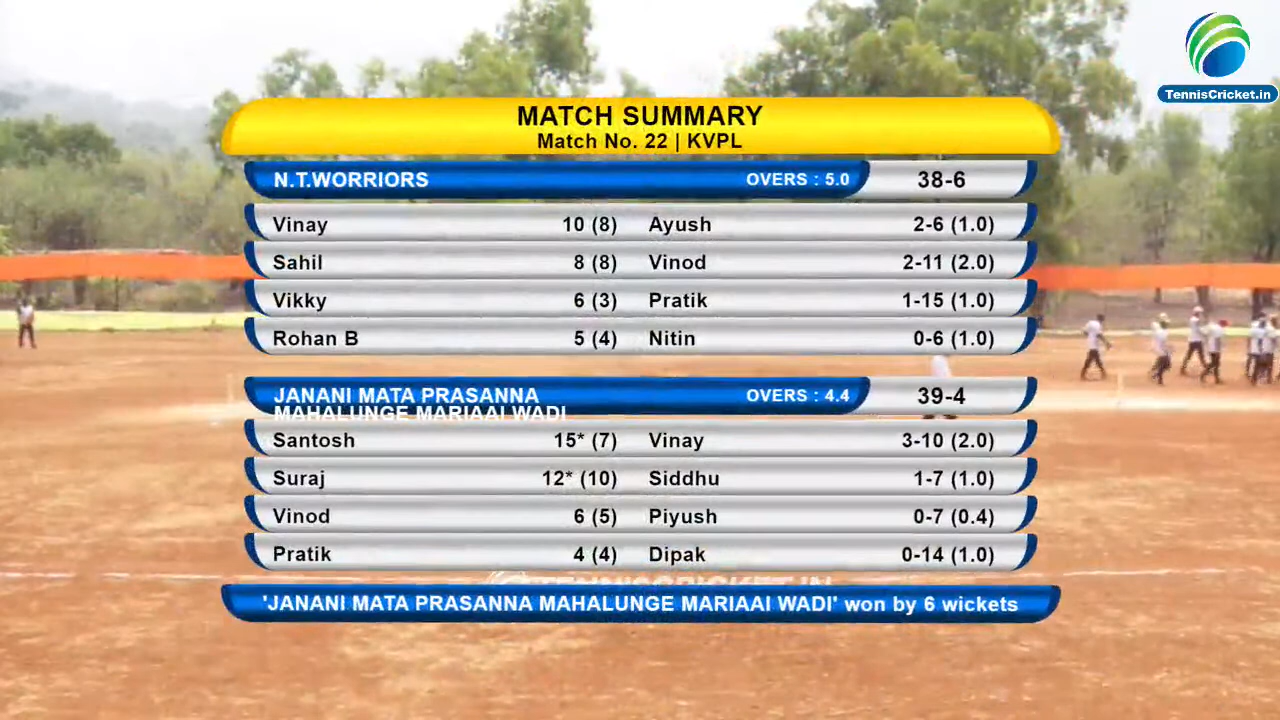 TennisCricket.in
MATCH SUMMARY
Match No. 22 | KVPL
N.T.WORRIORS OVERS : 5.0 38-6
Vinay 10 (8) Ayush 2-6 (1.0)
Sahil 8 (8) Vinod 2-11 (2.0)
Vikky 6 (3) Pratik 1-15 (1.0)
Rohan B 5 (4) Nitin 0-6 (1.0)
JANANI MATA PRASANNA OVERS : 4.4 39-4
MAHALUNGE MARIAAI WADI
Santosh 15* (7) Vinay 3-10 (2.0)
Suraj 12* (10) Siddhu 1-7 (1.0)
Vinod 6 (5) Piyush 0-7 (0.4)
Pratik 4 (4) Dipak 0-14 (1.0)
TENNISCRICKET.IN
'JANANI MATA PRASANNA MAHALUNGE MARIAAI WADI' won by 6 wickets